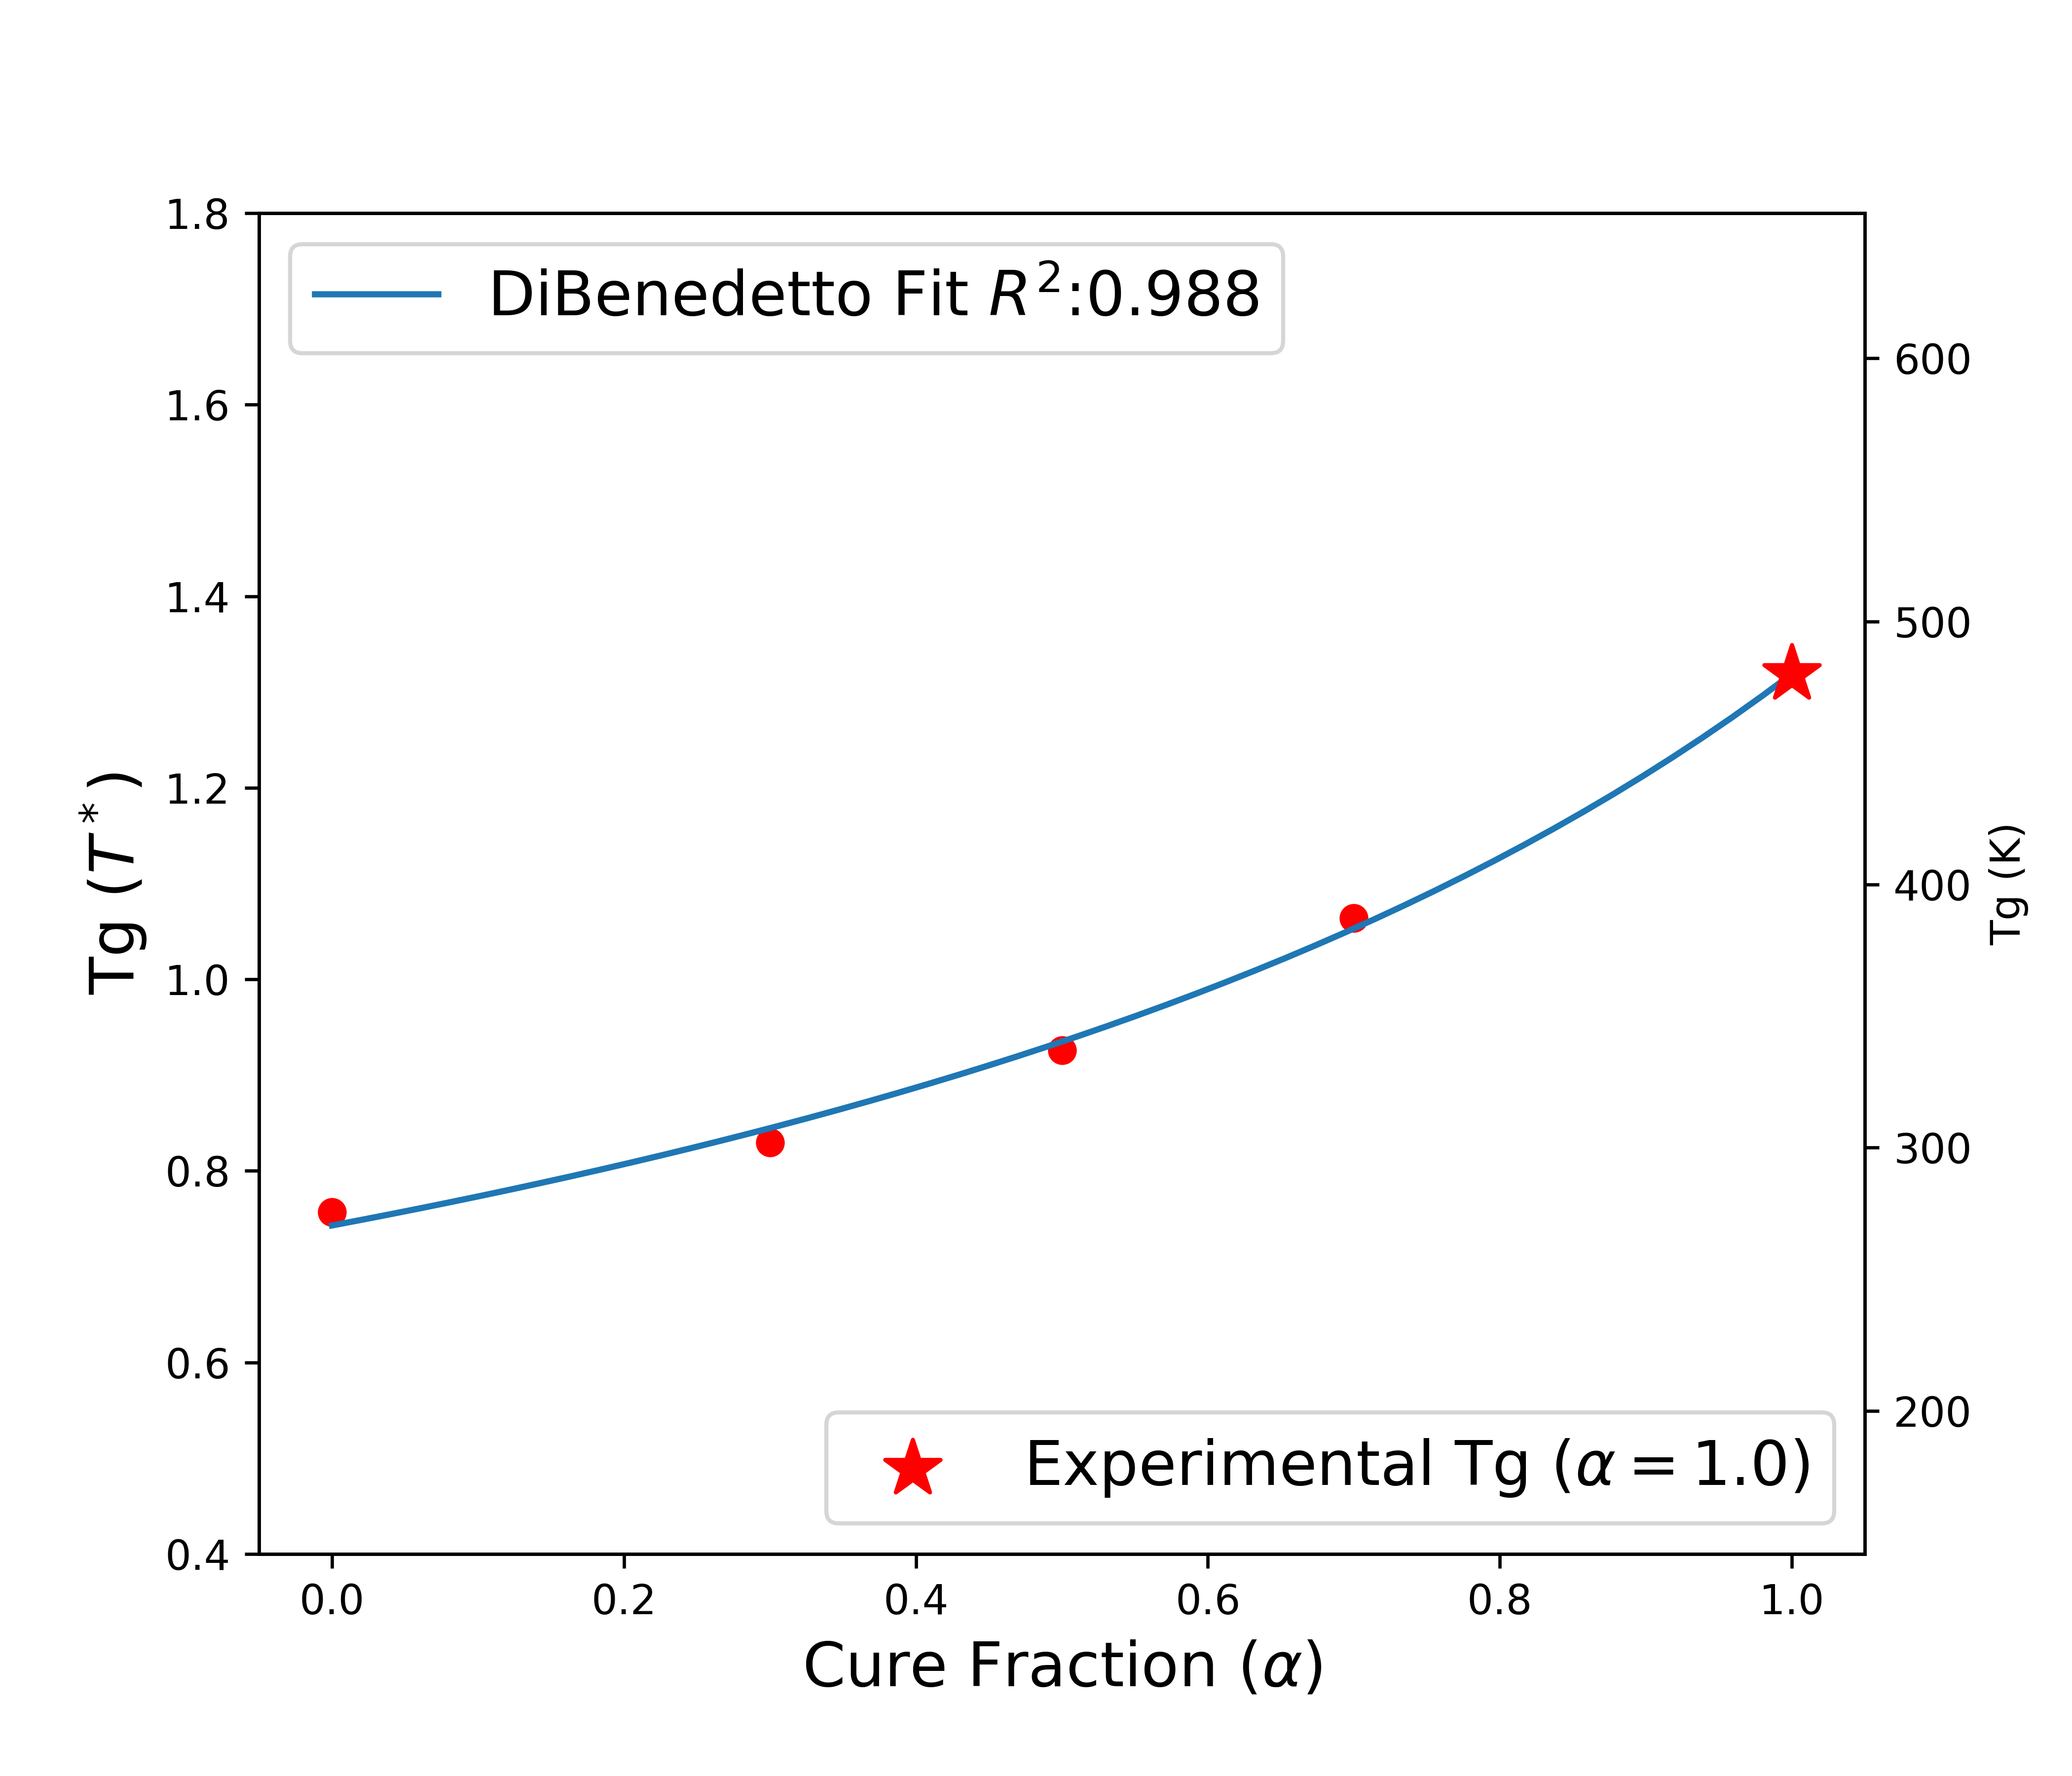 DiBenedetto Fit R²:0.988
1.8
1.6
1.4
1.2
1.0
0.8
0.6
0.4
Tg (T*)
600
500
400
300
200
Tg (K)
Experimental Tg (α = 1.0)
0.0 0.2 0.4 0.6 0.8 1.0
Cure Fraction (α)